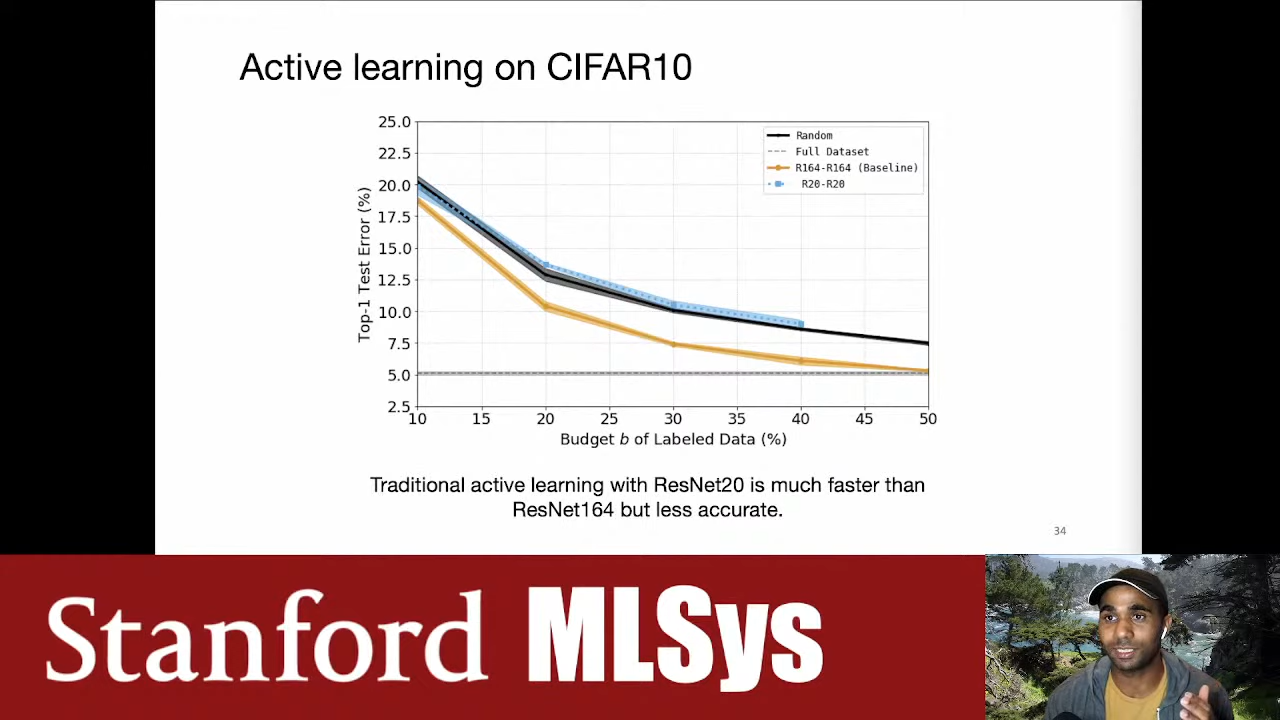 Active learning on CIFAR10
25.0
22.5
20.0
17.5
15.0
12.5
10.0
7.5
5.0
2.5
Top-1 Test Error (%)
Random
Full Dataset
R164-R164 (Baseline)
R20-R20
10 15 20 25 30 35 40 45 50
Budget b of Labeled Data (%)
Traditional active learning with ResNet20 is much faster than
ResNet164 but less accurate.
34
Stanford MLSys